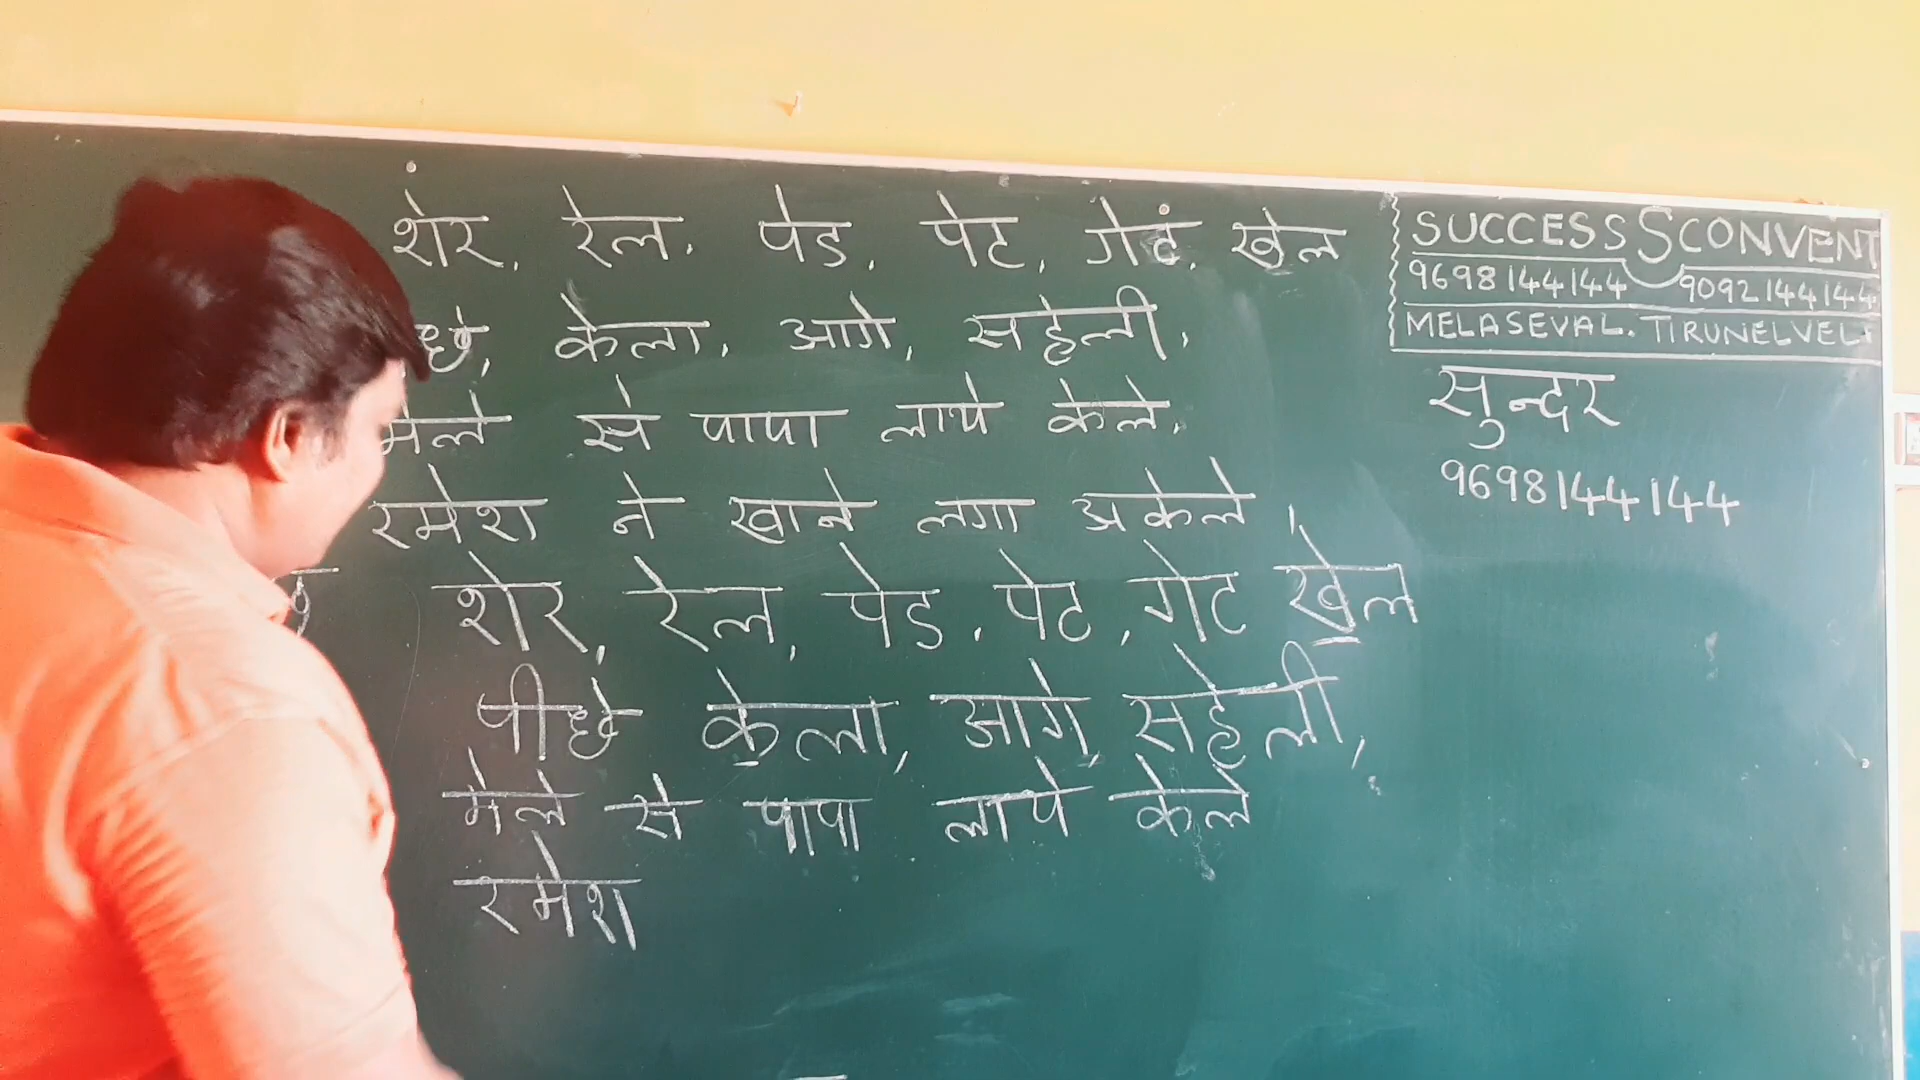 शेर, रेल, पेड, पेट, गेट, खेल
छे, केला, आगे, सहेली,
मेले से पापा लाये केले,
रमेश ने खाने लगा अकेले,
शेर, रेल, पेड, पेट, गेट खेल
पीछे केला, आगे, सहेली,
मेले से पापा लाये केले
रमेश
SUCCESS S CONVENT
9698144144 9092144144
MELASEVAL. TIRUNELVELI
सुन्दर
9698144144